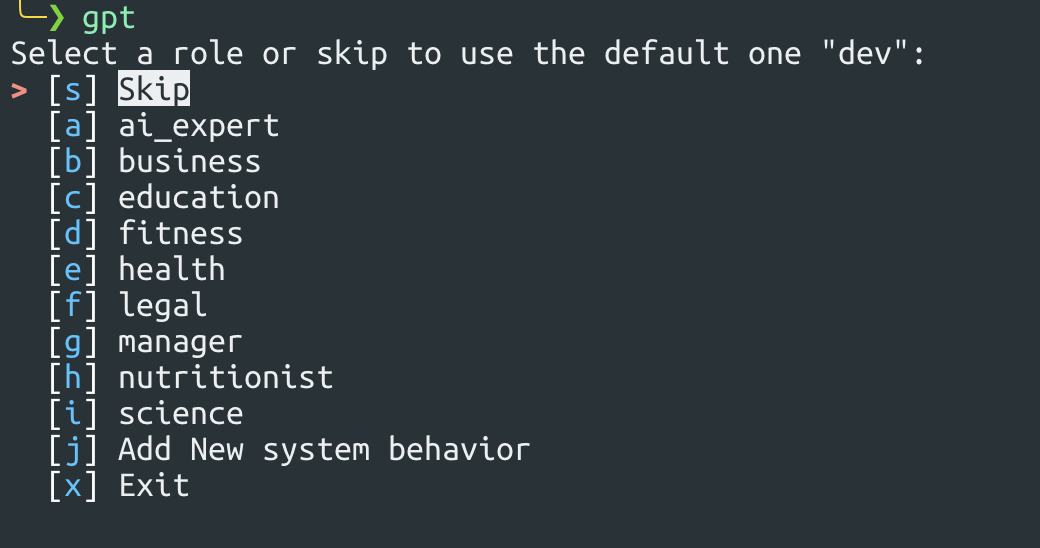 ❯ gpt
Select a role or skip to use the default one "dev":
> [s] Skip
[a] ai_expert
[b] business
[c] education
[d] fitness
[e] health
[f] legal
[g] manager
[h] nutritionist
[i] science
[j] Add New system behavior
[x] Exit